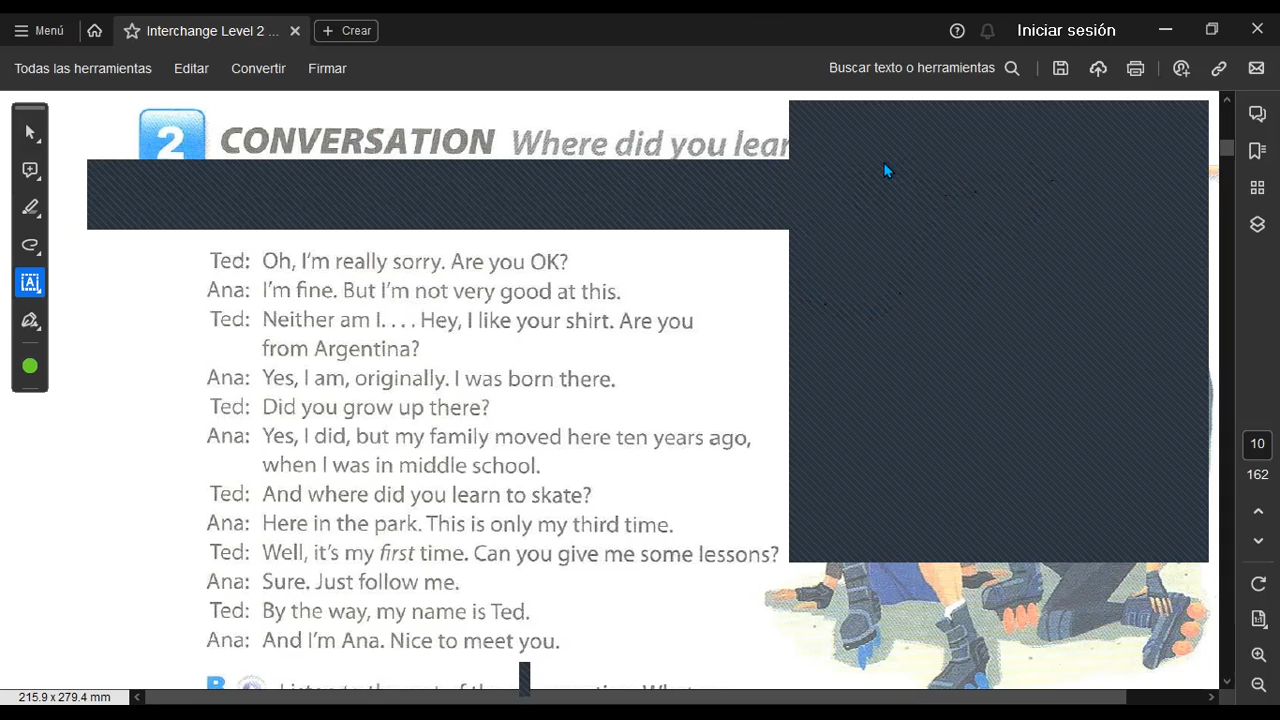 Menú
Interchange Level 2 ...
Crear
Iniciar sesión
Todas las herramientas
Editar
Convertir
Firmar
Buscar texto o herramientas
2 CONVERSATION Where did you lear
Ted: Oh, I'm really sorry. Are you OK?
Ana: I'm fine. But I'm not very good at this.
Ted: Neither am I. . . . Hey, I like your shirt. Are you
from Argentina?
Ana: Yes, I am, originally. I was born there.
Ted: Did you grow up there?
Ana: Yes, I did, but my family moved here ten years ago,
when I was in middle school.
Ted: And where did you learn to skate?
Ana: Here in the park. This is only my third time.
Ted: Well, it's my first time. Can you give me some lessons?
Ana: Sure. Just follow me.
Ted: By the way, my name is Ted.
Ana: And I'm Ana. Nice to meet you.
B Listen to the rest of the
10
162
215.9 x 279.4 mm